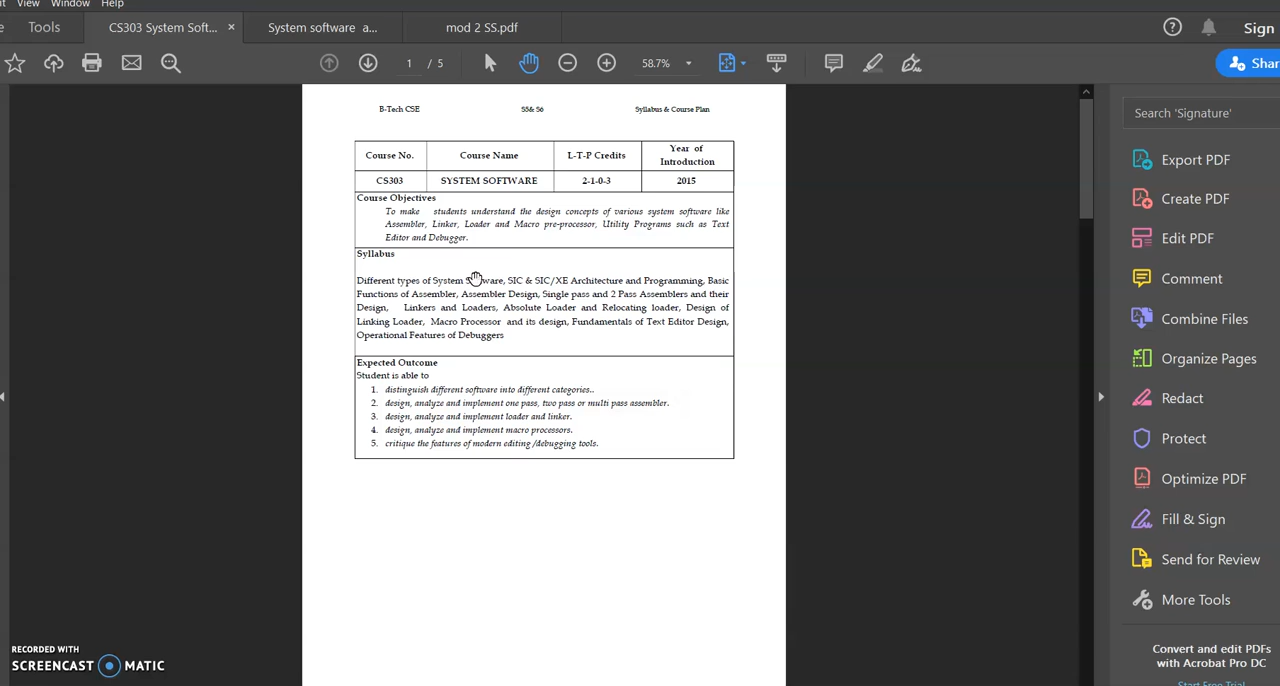 View Window Help
Tools
CS303 System Soft... ×
System software a...
mod 2 SS.pdf
Sign
1 / 5
58.7%
Shar
B-Tech CSE S5& S6 Syllabus & Course Plan
Course No. Course Name L-T-P Credits Year of Introduction
CS303 SYSTEM SOFTWARE 2-1-0-3 2015
Course Objectives
To make students understand the design concepts of various system software like
Assembler, Linker, Loader and Macro pre-processor, Utility Programs such as Text
Editor and Debugger.
Syllabus
Different types of System Software, SIC & SIC/XE Architecture and Programming, Basic
Functions of Assembler, Assembler Design, Single pass and 2 Pass Assemblers and their
Design, Linkers and Loaders, Absolute Loader and Relocating loader, Design of
Linking Loader, Macro Processor and its design, Fundamentals of Text Editor Design,
Operational Features of Debuggers
Expected Outcome
Student is able to
1. distinguish different software into different categories..
2. design, analyze and implement one pass, two pass or multi pass assembler.
3. design, analyze and implement loader and linker.
4. design, analyze and implement macro processors.
5. critique the features of modern editing /debugging tools.
Search 'Signature'
Export PDF
Create PDF
Edit PDF
Comment
Combine Files
Organize Pages
Redact
Protect
Optimize PDF
Fill & Sign
Send for Review
More Tools
Convert and edit PDFs
with Acrobat Pro DC
Start Free Trial
RECORDED WITH
SCREENCAST MATIC